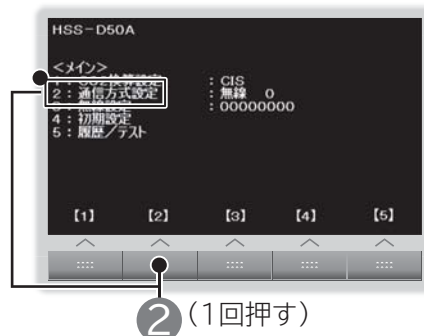 HSS-D50A
<メイン>
: CIS
2:通信方式設定 :無線 0
: 00000000
4:初期設定
5:履歴/テスト
【1】 【2】 【3】 【4】 【5】
2 (1回押す)